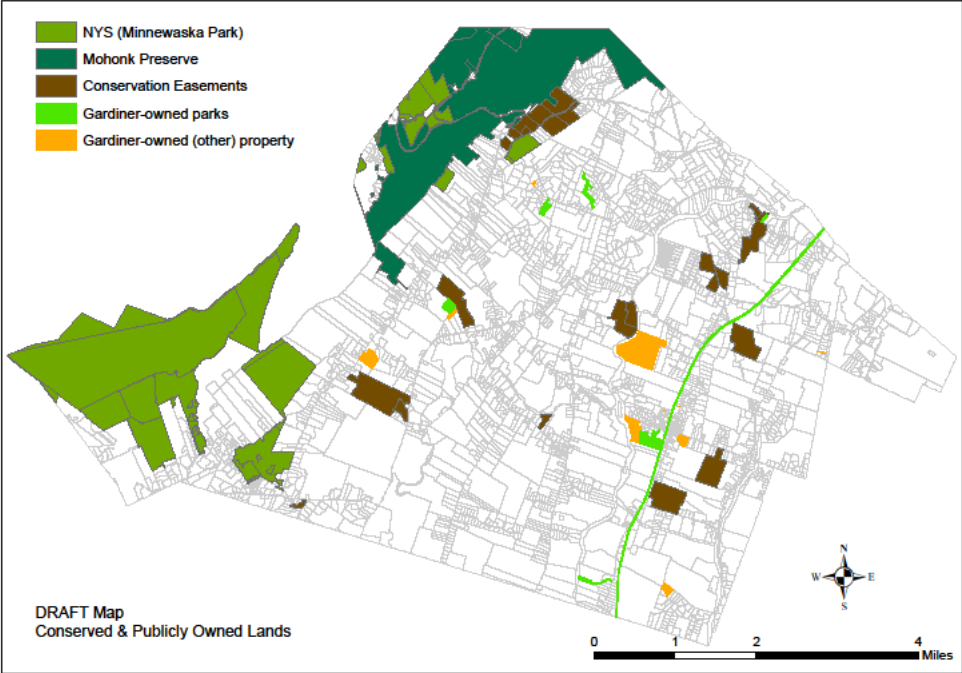 NYS (Minnewaska Park)
Mohonk Preserve
Conservation Easements
Gardiner-owned parks
Gardiner-owned (other) property
N
W E
S
DRAFT Map
Conserved & Publicly Owned Lands
0 1 2 4
Miles